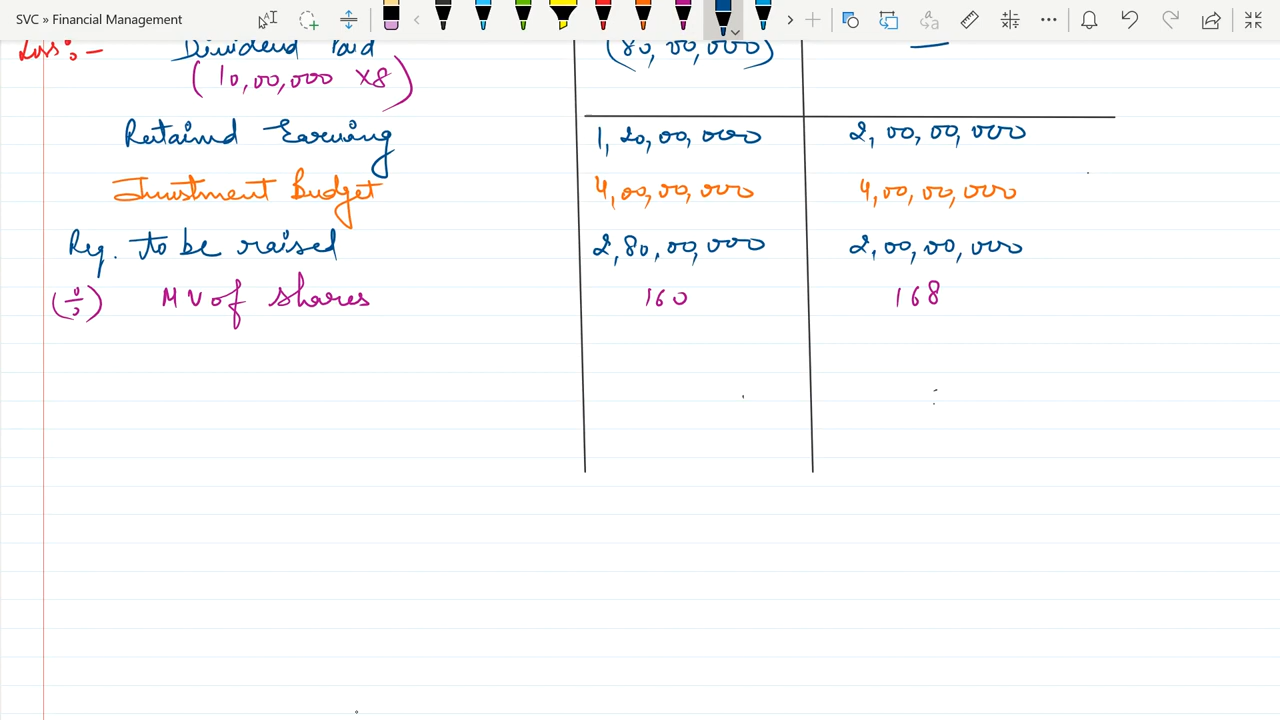 SVC » Financial Management
Less:- Dividend Paid (80,00,000) —
(10,00,000 x8)
Retained Earning 1,20,00,000 2,00,00,000
Investment Budget 4,00,00,000 4,00,00,000
Req. to be raised 2,80,00,000 2,00,00,000
(÷) MV of shares 160 168